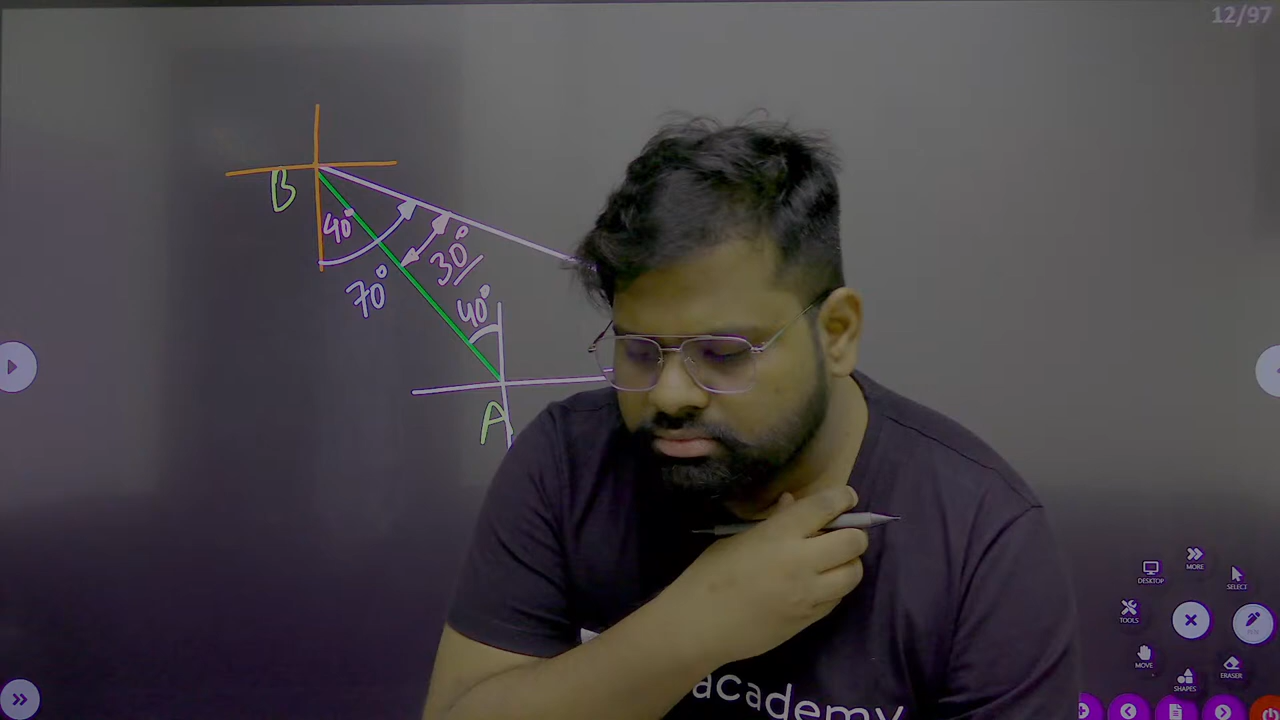 12/97
B
40°
30°/
70°
40°
A
MORE
DESKTOP
SELECT
TOOLS
MOVE
ERASER
SHAPES
academy